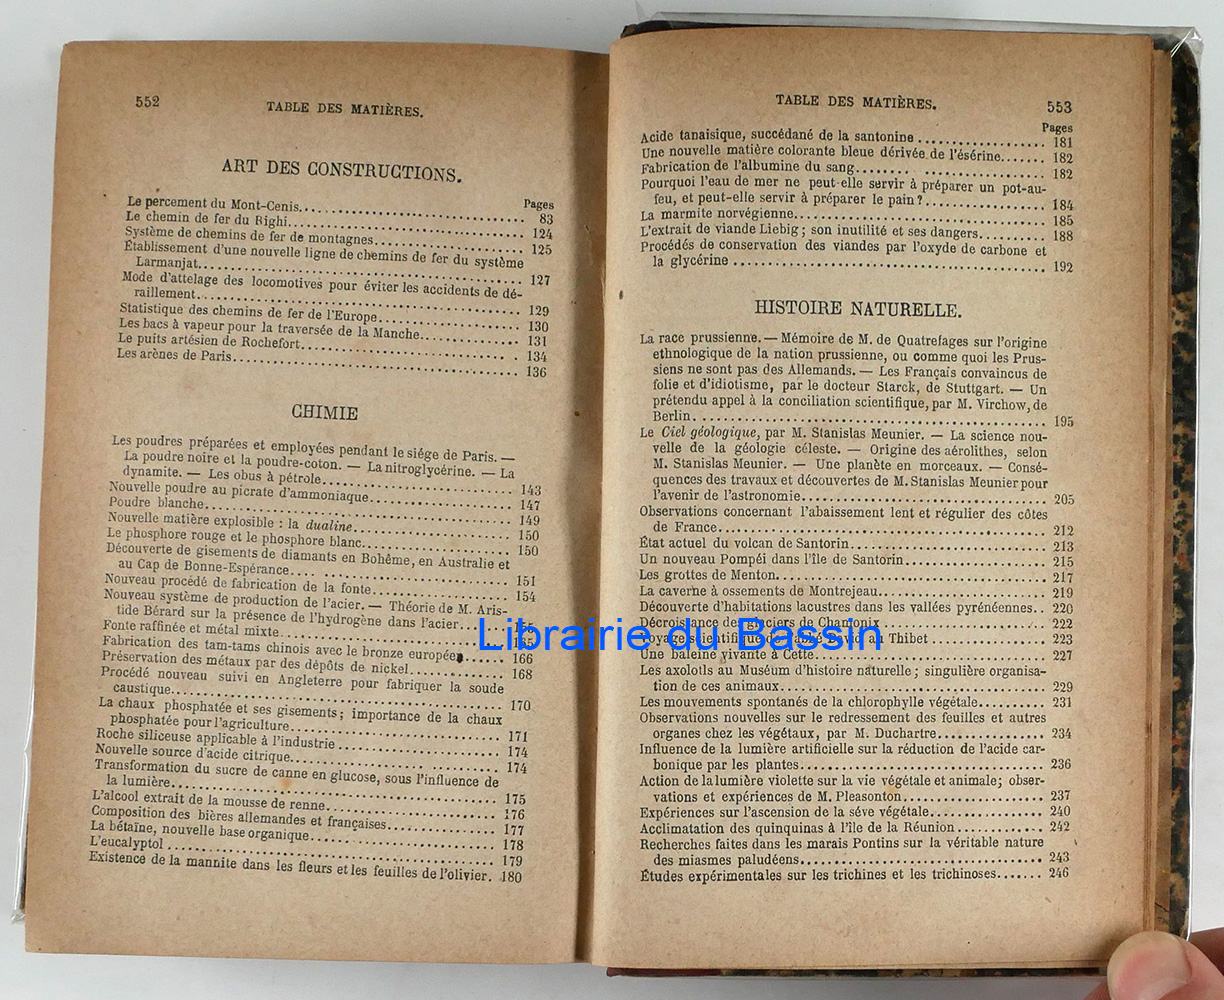 552
TABLE DES MATIÈRES.
ART DES CONSTRUCTIONS.
Pages
Le percement du Mont-Cenis.......... 83
Le chemin de fer du Righi.......... 124
Système de chemins de fer de montagnes.......... 125
Établissement d'une nouvelle ligne de chemins de fer du système
Larmanjat.......... 127
Mode d'attelage des locomotives pour éviter les accidents de dé-
raillement.......... 129
Statistique des chemins de fer de l'Europe.......... 130
Les bacs à vapeur pour la traversée de la Manche.......... 131
Le puits artésien de Rochefort.......... 134
Les arènes de Paris.......... 136
CHIMIE
Les poudres préparées et employées pendant le siége de Paris. —
La poudre noire et la poudre-coton. — La nitroglycérine. — La
dynamite. — Les obus à pétrole.......... 143
Nouvelle poudre au picrate d'ammoniaque.......... 147
Poudre blanche.......... 149
Nouvelle matière explosible : la dualine.......... 150
Le phosphore rouge et le phosphore blanc.......... 150
Découverte de gisements de diamants en Bohême, en Australie et
au Cap de Bonne-Espérance.......... 151
Nouveau procédé de fabrication de la fonte.......... 154
Nouveau système de production de l'acier. — Théorie de M. Aris-
tide Bérard sur la présence de l'hydrogène dans l'acier..........
Fonte raffinée et métal mixte.......... 165
Fabrication des tam-tams chinois avec le bronze européen...... 166
Préservation des métaux par des dépôts de nickel.......... 168
Procédé nouveau suivi en Angleterre pour fabriquer la soude
caustique.......... 170
La chaux phosphatée et ses gisements; importance de la chaux
phosphatée pour l'agriculture.......... 171
Roche siliceuse applicable à l'industrie.......... 174
Nouvelle source d'acide citrique.......... 174
Transformation du sucre de canne en glucose, sous l'influence de
la lumière.......... 175
L'alcool extrait de la mousse de renne.......... 176
Composition des bières allemandes et françaises.......... 177
La bétaïne, nouvelle base organique.......... 178
L'eucalyptol.......... 179
Existence de la mannite dans les fleurs et les feuilles de l'olivier. 180
TABLE DES MATIÈRES.
553
Pages
Acide tanaisique, succédané de la santonine.......... 181
Une nouvelle matière colorante bleue dérivée de l'ésérine....... 182
Fabrication de l'albumine du sang.......... 182
Pourquoi l'eau de mer ne peut-elle servir à préparer un pot-au-
feu, et peut-elle servir à préparer le pain ?.......... 184
La marmite norvégienne.......... 185
L'extrait de viande Liebig ; son inutilité et ses dangers.......... 188
Procédés de conservation des viandes par l'oxyde de carbone et
la glycérine.......... 192
HISTOIRE NATURELLE.
La race prussienne. — Mémoire de M. de Quatrefages sur l'origine
ethnologique de la nation prussienne, ou comme quoi les Prus-
siens ne sont pas des Allemands. — Les Français convaincus de
folie et d'idiotisme, par le docteur Starck, de Stuttgart. — Un
prétendu appel à la conciliation scientifique, par M. Virchow, de
Berlin.......... 195
Le Ciel géologique, par M. Stanislas Meunier. — La science nou-
velle de la géologie céleste. — Origine des aérolithes, selon
M. Stanislas Meunier. — Une planète en morceaux. — Consé-
quences des travaux et découvertes de M. Stanislas Meunier pour
l'avenir de l'astronomie.......... 205
Observations concernant l'abaissement lent et régulier des côtes
de France.......... 212
État actuel du volcan de Santorin.......... 213
Un nouveau Pompéi dans l'île de Santorin.......... 215
Les grottes de Menton.......... 217
La caverne à ossements de Montrejeau.......... 219
Découverte d'habitations lacustres dans les vallées pyrénéennes.. 220
Décroissance des glaciers de Chamonix.......... 222
Voyage scientifique de l'abbé David au Thibet.......... 223
Librairie du Bassin
Une baleine vivante à Cette.......... 227
Les axolotls au Muséum d'histoire naturelle ; singulière organisa-
tion de ces animaux.......... 229
Les mouvements spontanés de la chlorophylle végétale.......... 231
Observations nouvelles sur le redressement des feuilles et autres
organes chez les végétaux, par M. Duchartre.......... 234
Influence de la lumière artificielle sur la réduction de l'acide car-
bonique par les plantes.......... 236
Action de la lumière violette sur la vie végétale et animale; obser-
vations et expériences de M. Pleasonton.......... 237
Expériences sur l'ascension de la séve végétale.......... 240
Acclimatation des quinquinas à l'île de la Réunion.......... 242
Recherches faites dans les marais Pontins sur la véritable nature
des miasmes paludéens.......... 243
Études expérimentales sur les trichines et les trichinoses....... 246